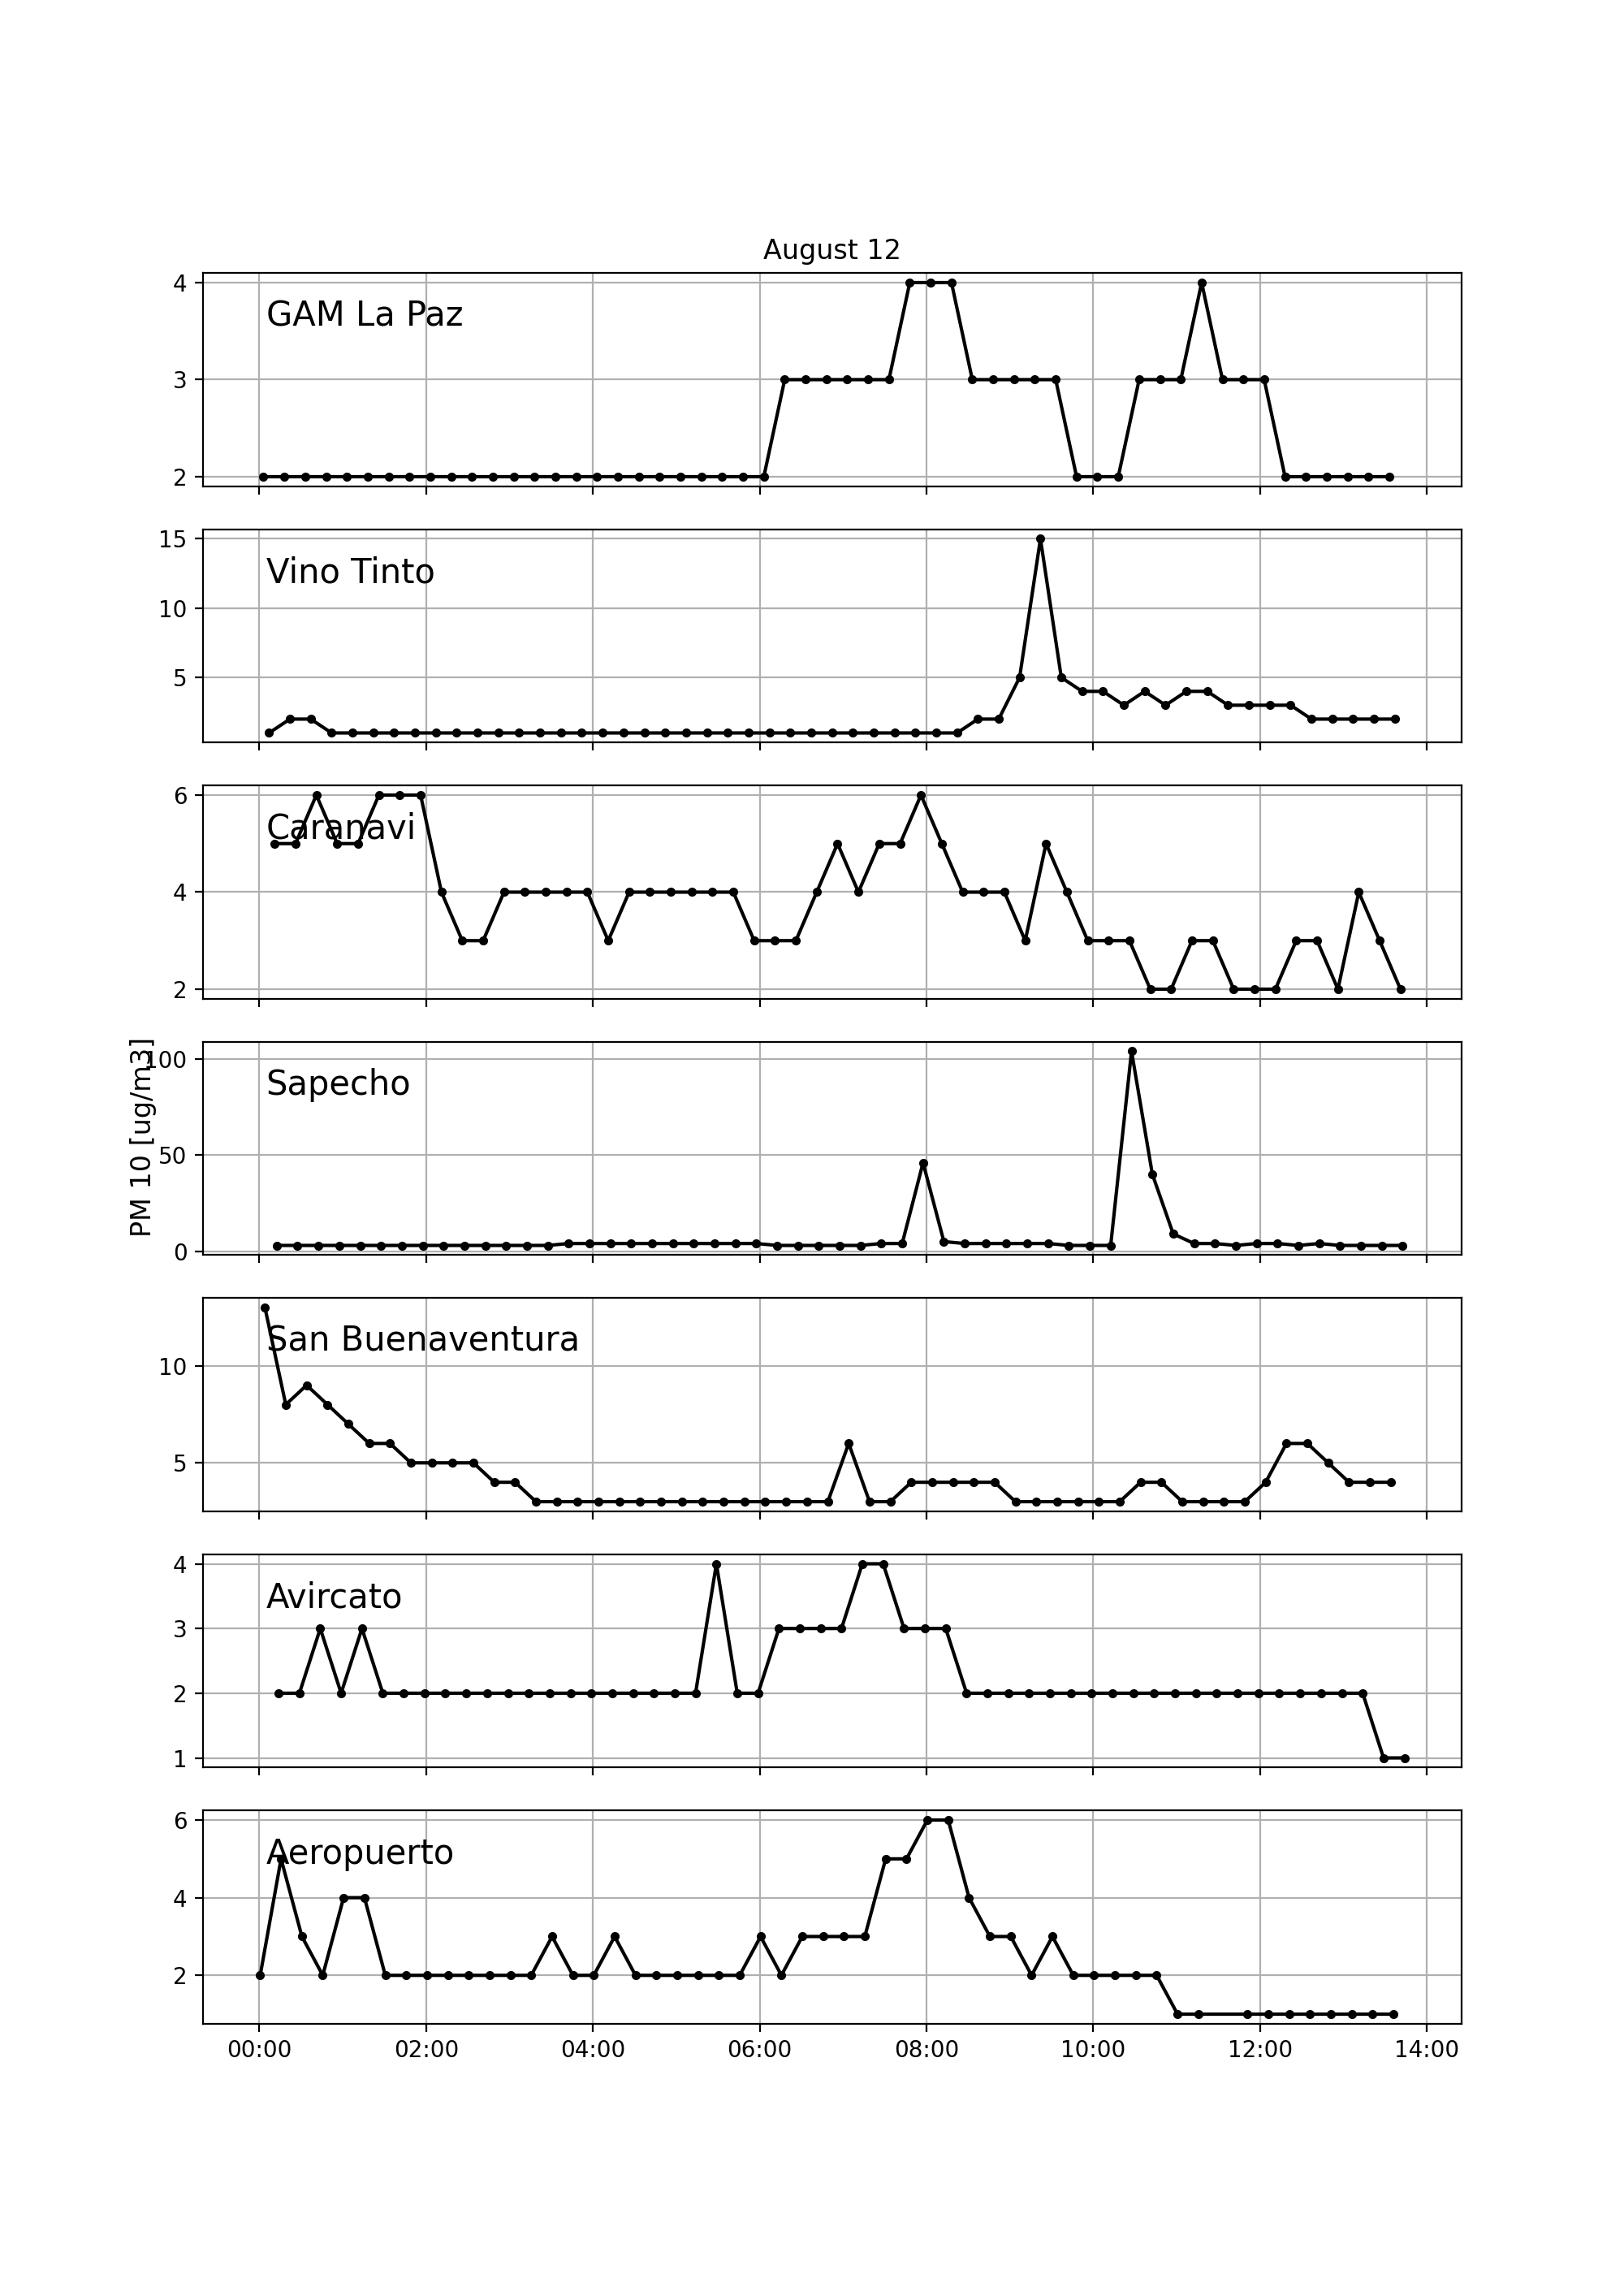 August 12
4
GAM La Paz
3
2
15
Vino Tinto
10
5
6
Caranavi
4
2
PM 10 [ug/m3]
100
Sapecho
50
0
San Buenaventura
10
5
4
Avircato
3
2
1
6
Aeropuerto
4
2
00:00 02:00 04:00 06:00 08:00 10:00 12:00 14:00